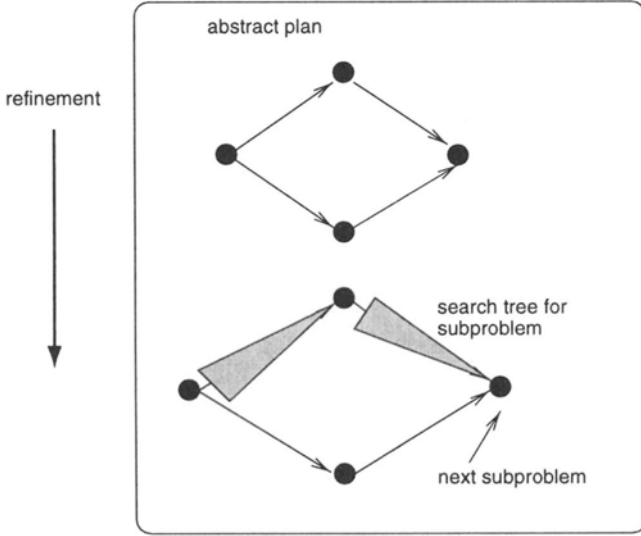 abstract plan
refinement
search tree for
subproblem
next subproblem